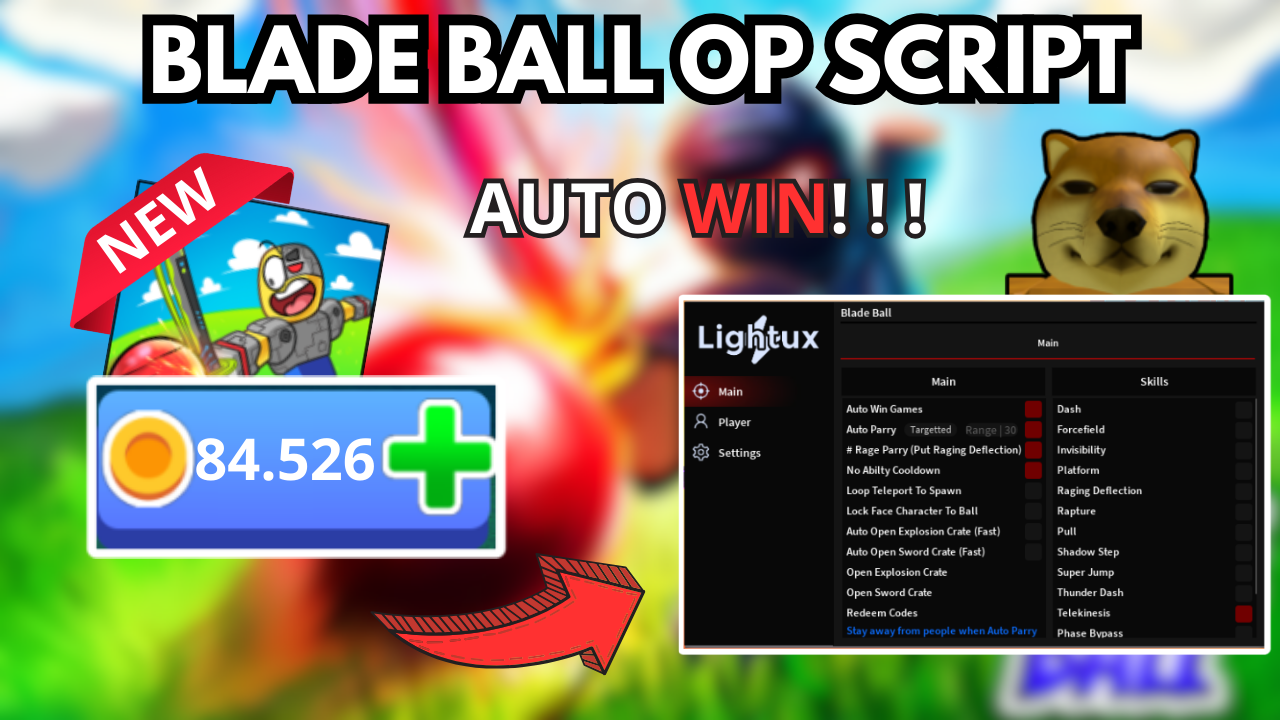 BLADE BALL OP SCRIPT
NEW
AUTO WIN!!!
84.526
Lightux
Main
Player
Settings
Blade Ball
Main
Main
Auto Win Games
Auto Parry Targetted Range | 30
# Rage Parry (Put Raging Deflection)
No Abilty Cooldown
Loop Teleport To Spawn
Lock Face Character To Ball
Auto Open Explosion Crate (Fast)
Auto Open Sword Crate (Fast)
Open Explosion Crate
Open Sword Crate
Redeem Codes
Stay away from people when Auto Parry
Skills
Dash
Forcefield
Invisibility
Platform
Raging Deflection
Rapture
Pull
Shadow Step
Super Jump
Thunder Dash
Telekinesis
Phase Bypass
BALL